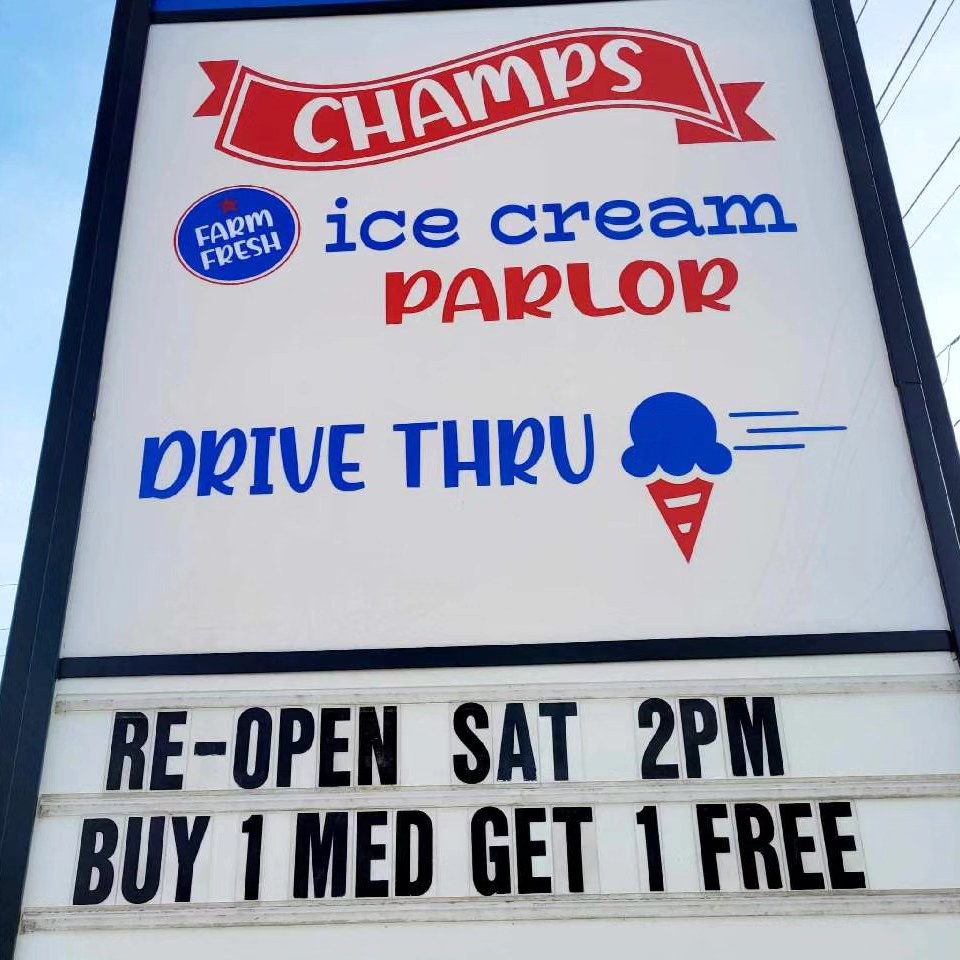 CHAMPS
FARM
FRESH
ice cream
PARLOR
DRIVE THRU
RE-OPEN SAT 2PM
BUY 1 MED GET 1 FREE